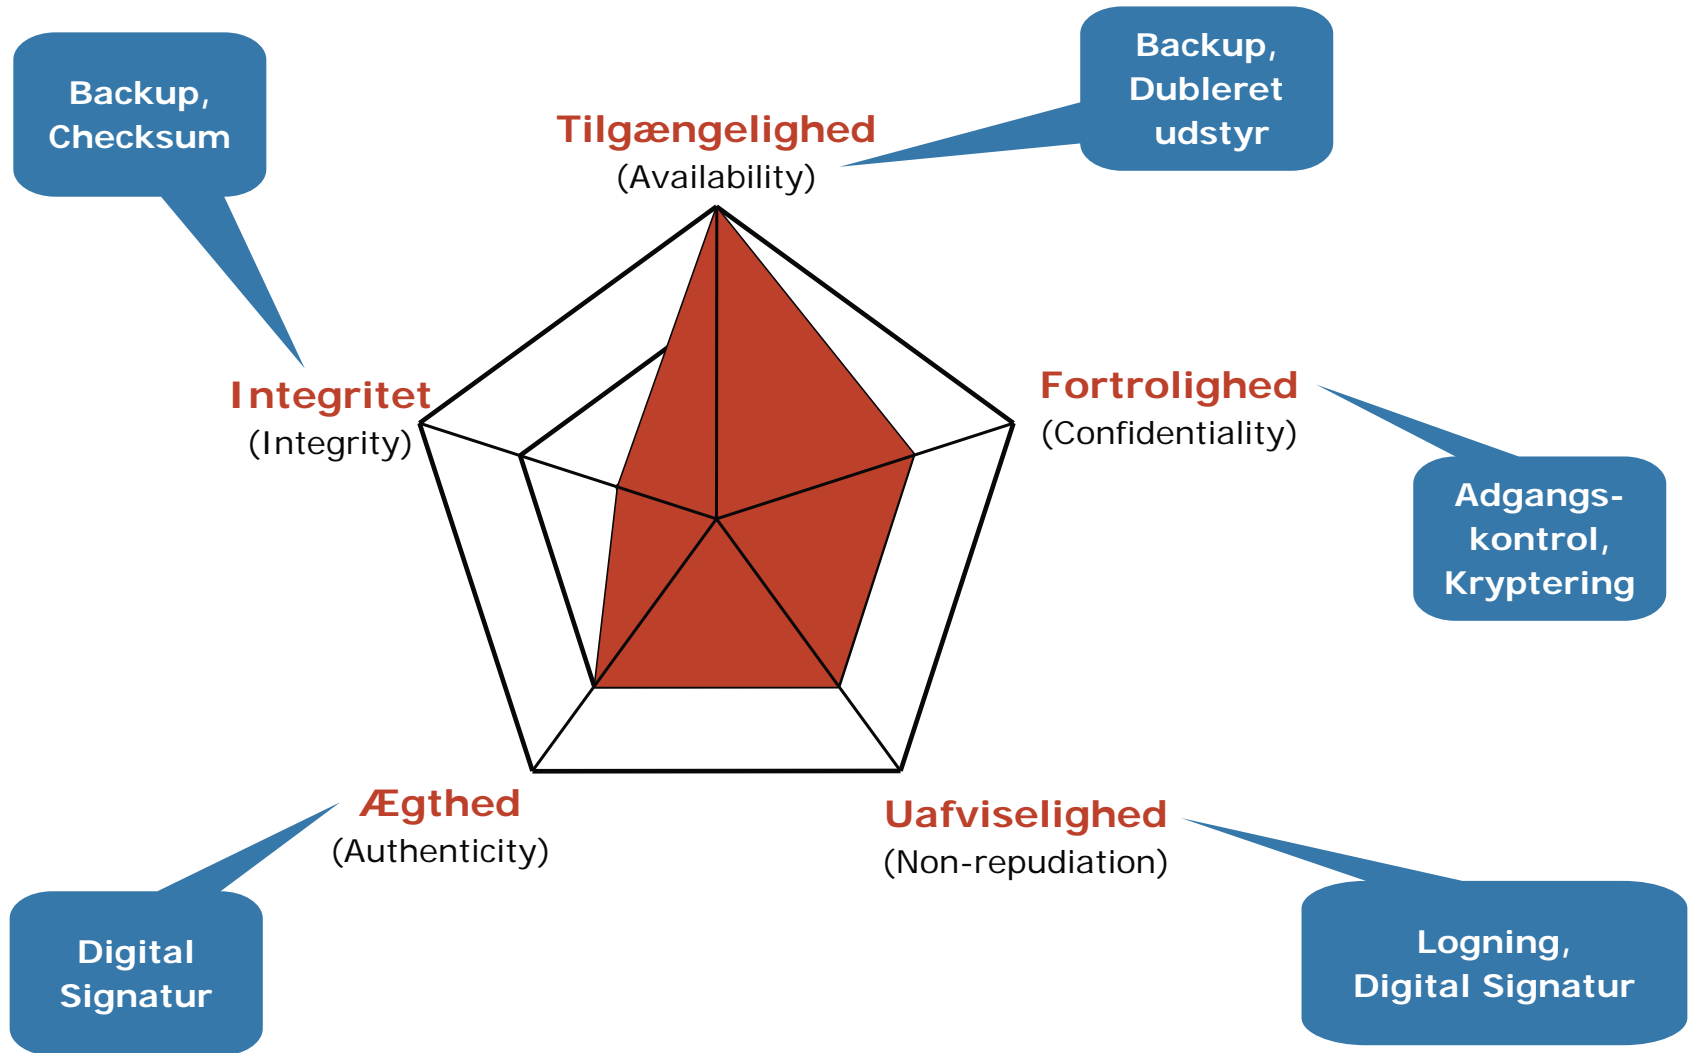 Backup,
Checksum
Backup,
Dubleret
udstyr
Tilgængelighed
(Availability)
Integritet
(Integrity)
Fortrolighed
(Confidentiality)
Adgangs-
kontrol,
Kryptering
Ægthed
(Authenticity)
Uafviselighed
(Non-repudiation)
Digital
Signatur
Logning,
Digital Signatur